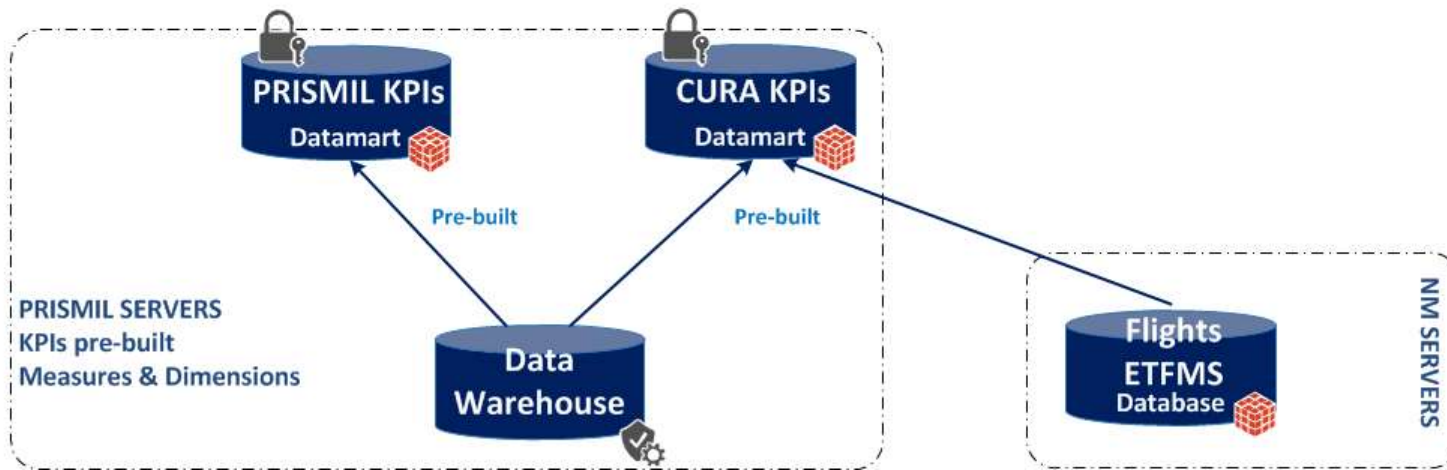 PRISMIL KPIs
Datamart
CURA KPIs
Datamart
Pre-built
Pre-built
PRISMIL SERVERS
KPIs pre-built
Measures & Dimensions
Data
Warehouse
Flights
ETFMS
Database
NM SERVERS